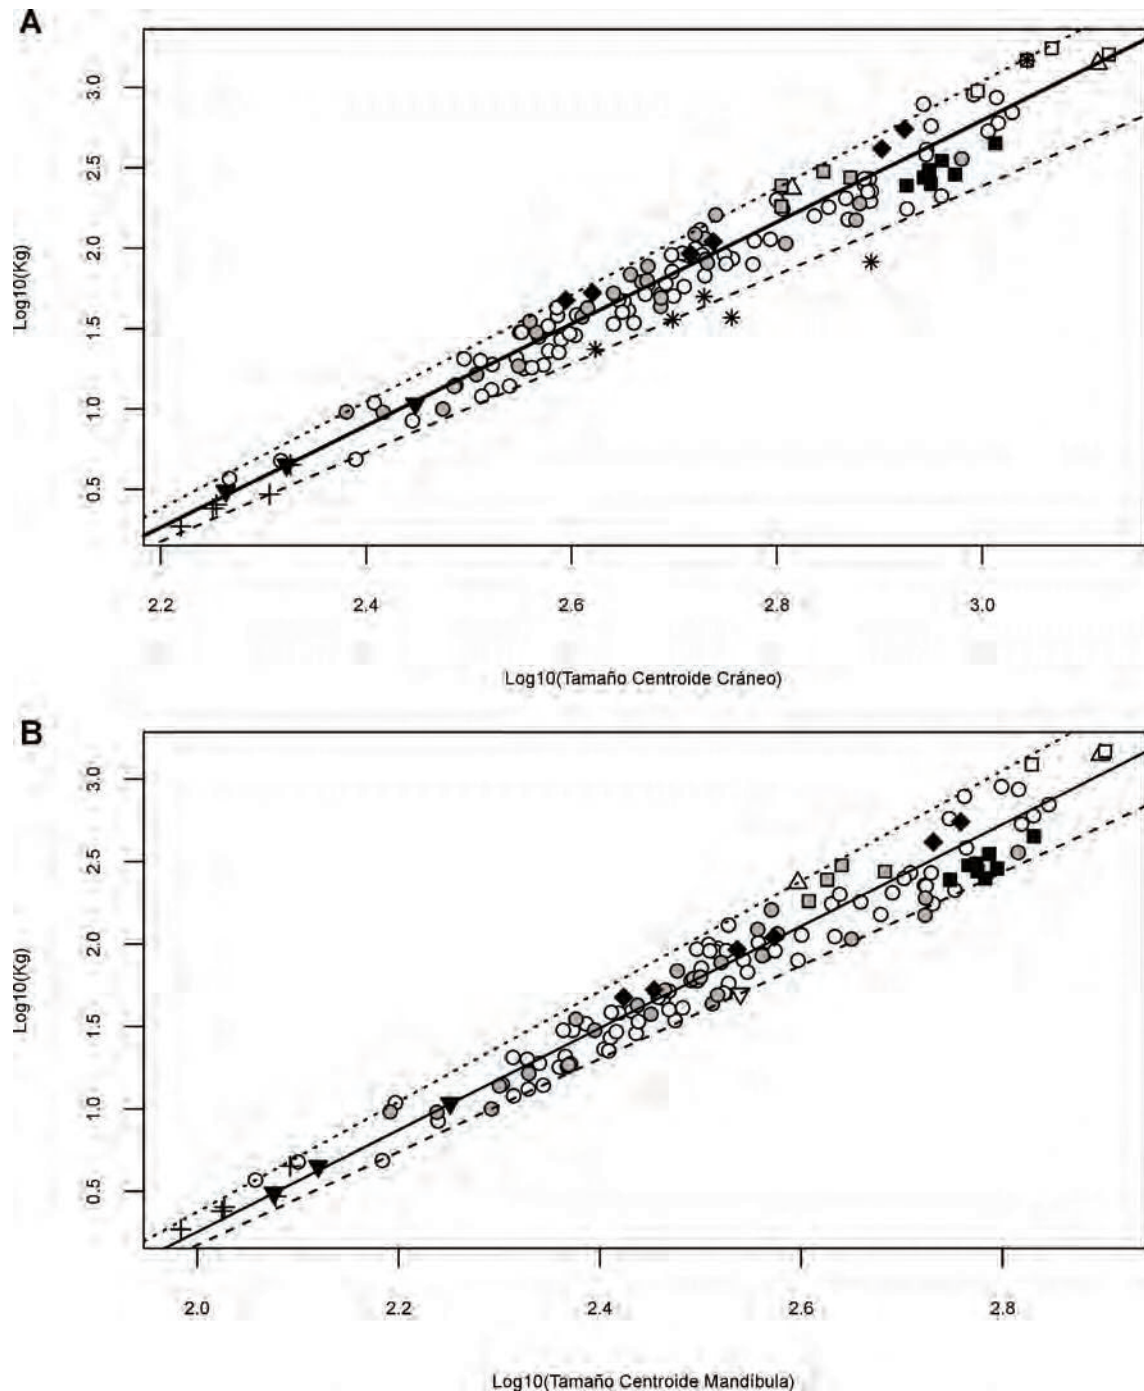 A
Log10(Kg)
3.0
2.5
2.0
1.5
1.0
0.5
2.2 2.4 2.6 2.8 3.0
Log10(Tamaño Centroide Cráneo)
B
Log10(Kg)
3.0
2.5
2.0
1.5
1.0
0.5
2.0 2.2 2.4 2.6 2.8
Log10(Tamaño Centroide Mandíbula)